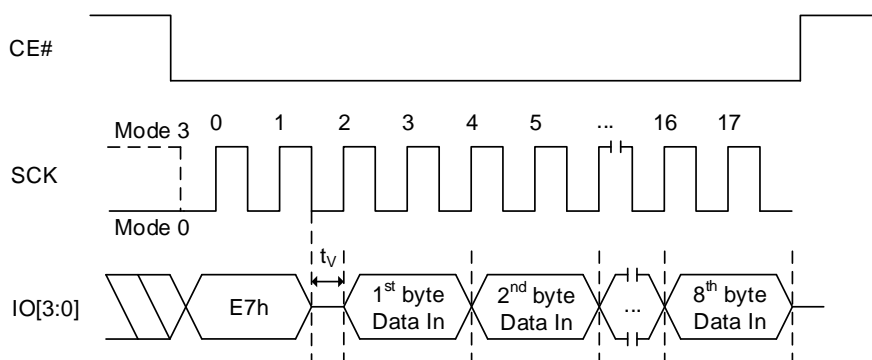 CE#
Mode 3 0 1 2 3 4 5 ... 16 17
SCK
Mode 0
tV
IO[3:0] E7h 1st byte Data In 2nd byte Data In ... 8th byte Data In